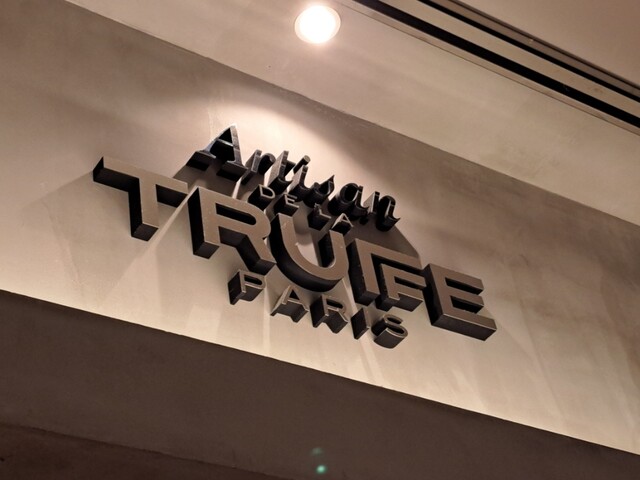 Artisan
DE LA
TRUFFE
PARIS